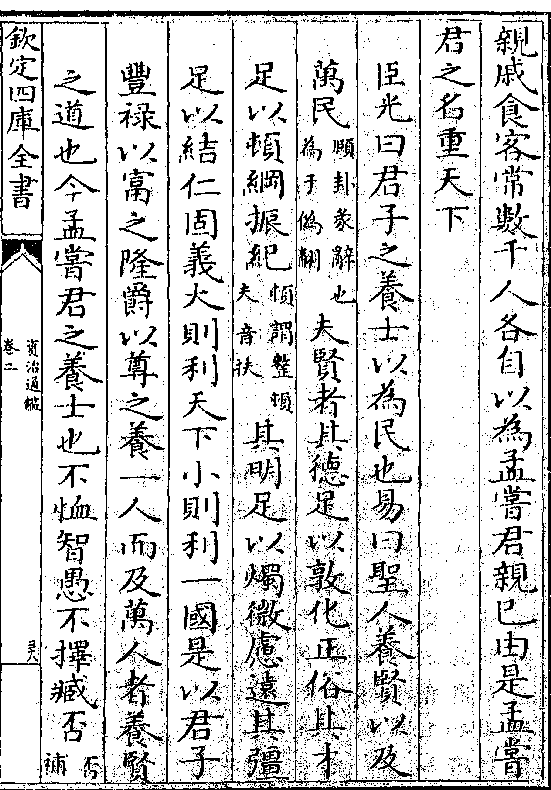 親戚食客常數千人各自以為孟嘗君親己由是孟嘗
君之名重天下
臣光曰君子之養士以為民也易曰聖人養賢以及
萬民頤卦彖辭也為于偽翻夫賢者其德足以敦化正俗其才
足以頓綱振紀頓謂整頓夫音扶其明足以燭微慮遠其彊
足以結仁固義大則利天下小則利一國是以君子
豐祿以富之隆爵以尊之養一人而及萬人者養賢
之道也今孟嘗君之養士也不恤智愚不擇臧否否補
欽定四庫全書
資治通鑑
卷二